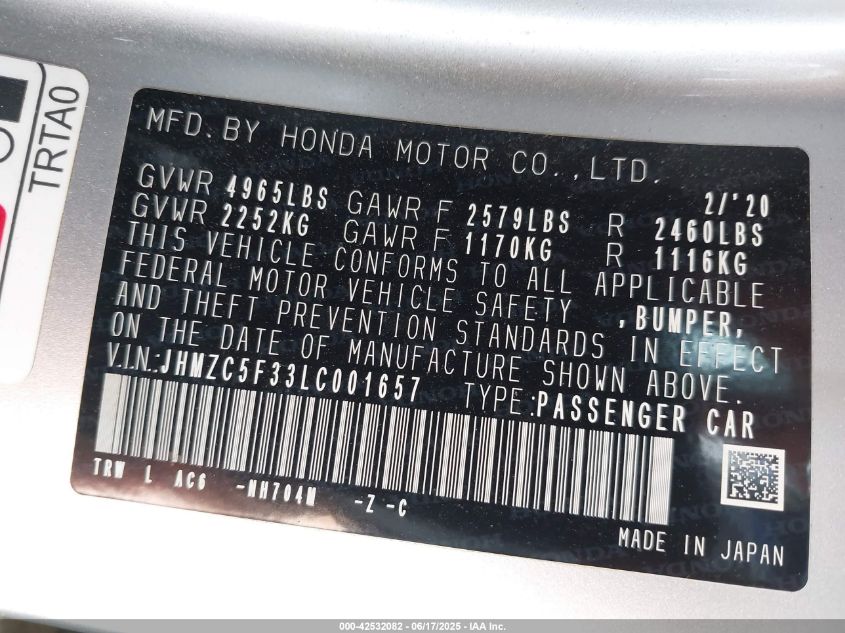 TRTA0
MFD. BY HONDA MOTOR CO., LTD.
2/'20
GVWR 4965LBS GAWR F 2579LBS R 2460LBS
GVWR 2252KG GAWR F 1170KG R 1116KG
THIS VEHICLE CONFORMS TO ALL APPLICABLE
FEDERAL MOTOR VEHICLE SAFETY , BUMPER,
AND THEFT PREVENTION STANDARDS IN EFFECT
ON THE DATE OF MANUFACTURE SHOWN ABOVE.
V.I.N.: JHMZC5F33LC001657 TYPE: PASSENGER CAR
TRW L AC6 -NH704M -Z -C
MADE IN JAPAN
000-42532082 - 06/17/2025 - IAA Inc.